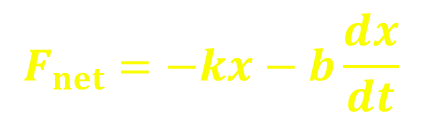 F_net = −kx − b dx/dt